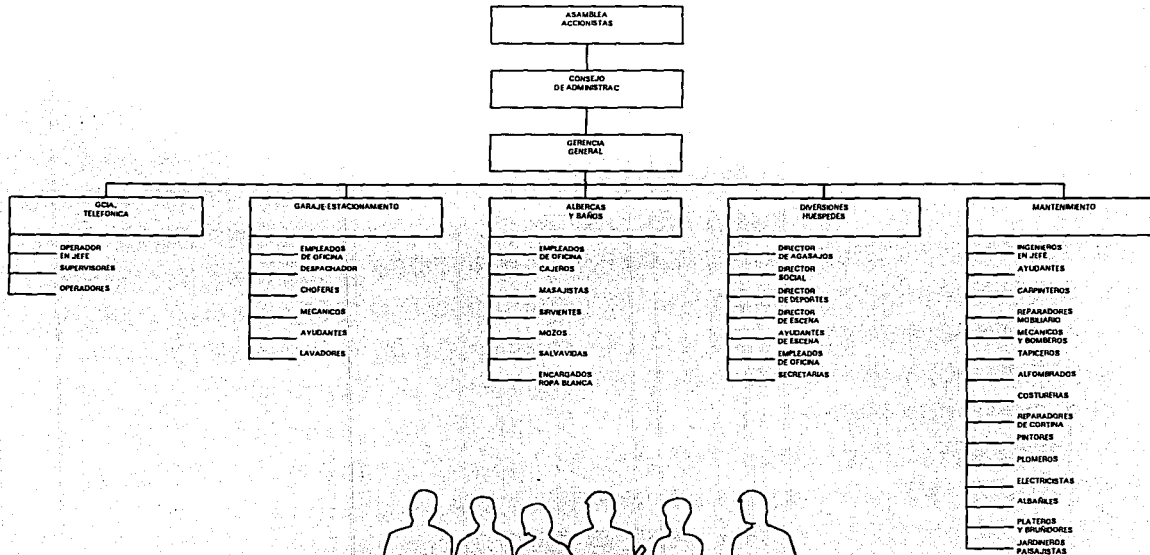 ASAMBLEA
ACCIONISTAS
CONSEJO
DE ADMINISTRAC
GERENCIA
GENERAL
GCIA.
TELEFONICA
OPERADOR
EN JEFE
SUPERVISORES
OPERADORES
GARAJE-ESTACIONAMIENTO
EMPLEADOS
DE OFICINA
DESPACHADOR
CHOFERES
MECANICOS
AYUDANTES
LAVADORES
ALBERCAS
Y BAÑOS
EMPLEADOS
DE OFICINA
CAJEROS
MASAJISTAS
SIRVIENTES
MOZOS
SALVAVIDAS
ENCARGADOS
ROPA BLANCA
DIVERSIONES
HUESPEDES
DIRECTOR
DE AGASAJOS
DIRECTOR
SOCIAL
DIRECTOR
DE DEPORTES
DIRECTOR
DE ESCENA
AYUDANTES
DE ESCENA
EMPLEADOS
DE OFICINA
SECRETARIAS
MANTENIMIENTO
INGENIEROS
EN JEFE
AYUDANTES
CARPINTEROS
REPARADORES
MOBILIARIO
MECANICOS
Y BOMBEROS
TAPICEROS
ALFOMBRADOS
COSTURERAS
REPARADORES
DE CORTINA
PINTORES
PLOMEROS
ELECTRICISTAS
ALBAÑILES
PLATEROS
Y BRUÑIDORES
JARDINEROS
PAISAJISTAS